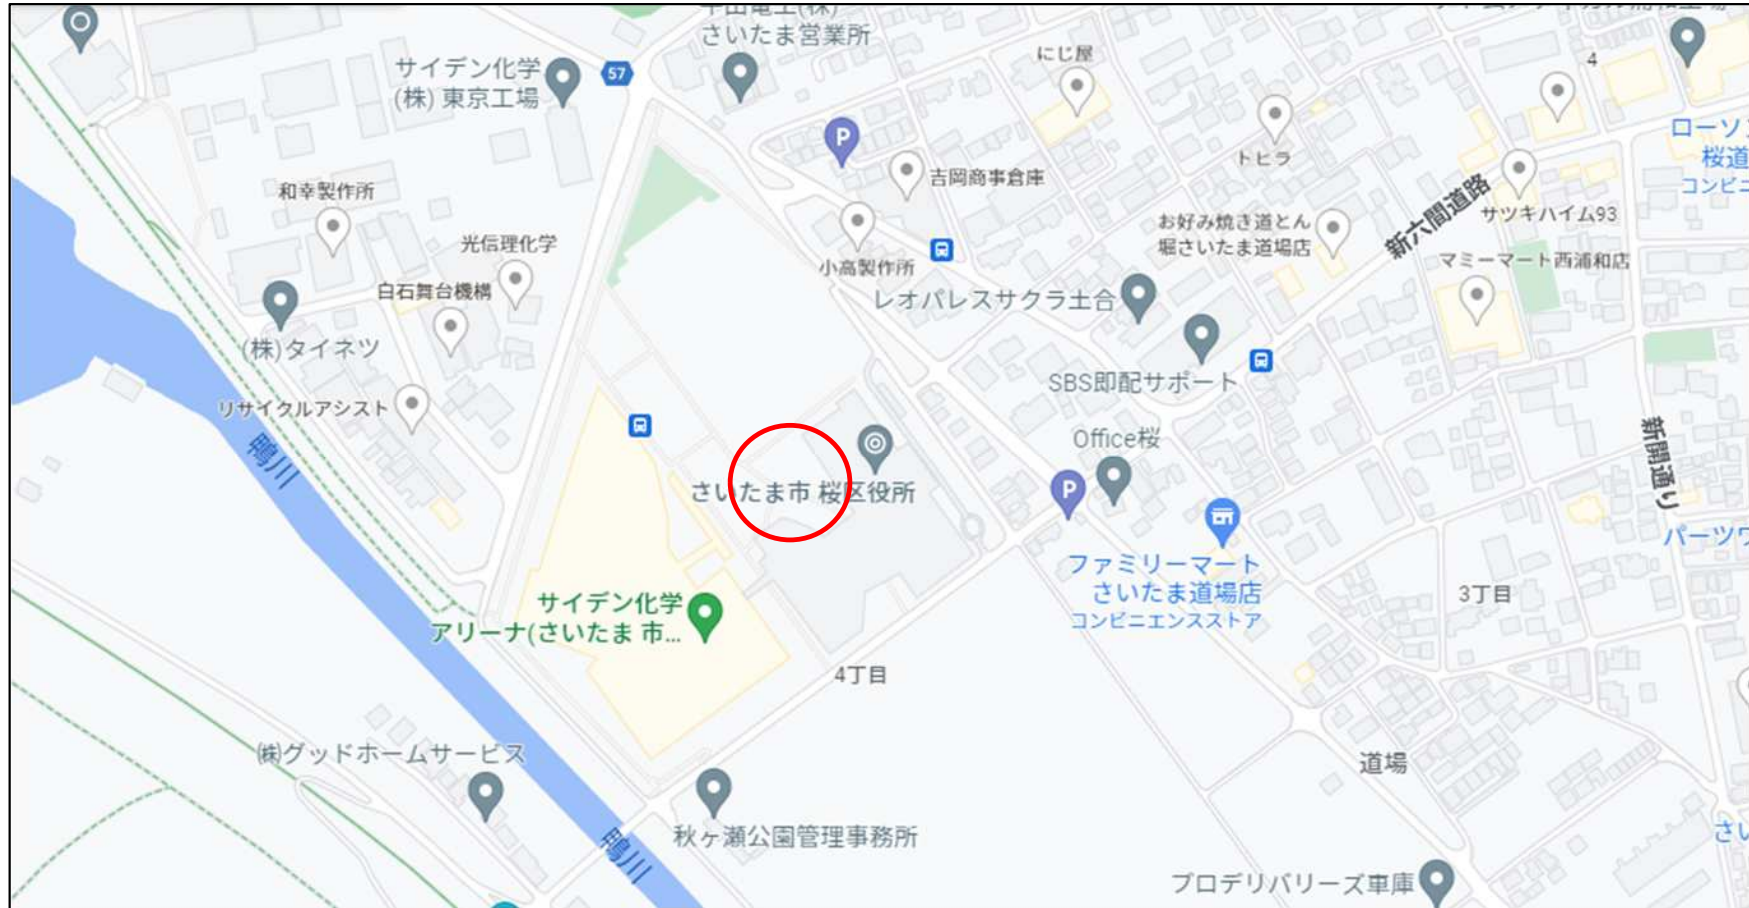 さいたま営業所
サイデン化学
(株) 東京工場
57
にじ屋
4
P
トヒラ
桜道
吉岡商事倉庫
和幸製作所
サツキハイム93
新六間道路
お好み焼き道とん
堀さいたま道場店
光信理化学
小高製作所
マミーマート西浦和店
白石舞台機構
レオパレスサクラ土合
(株)タイネツ
SBS即配サポート
リサイクルアシスト
Office桜
鴨川
新開通り
さいたま市 桜区役所
P
ファミリーマート
さいたま道場店
コンビニエンスストア
3丁目
サイデン化学
アリーナ(さいたま 市...
4丁目
㈱グッドホームサービス
道場
秋ヶ瀬公園管理事務所
鴨川
プロデリバリーズ車庫